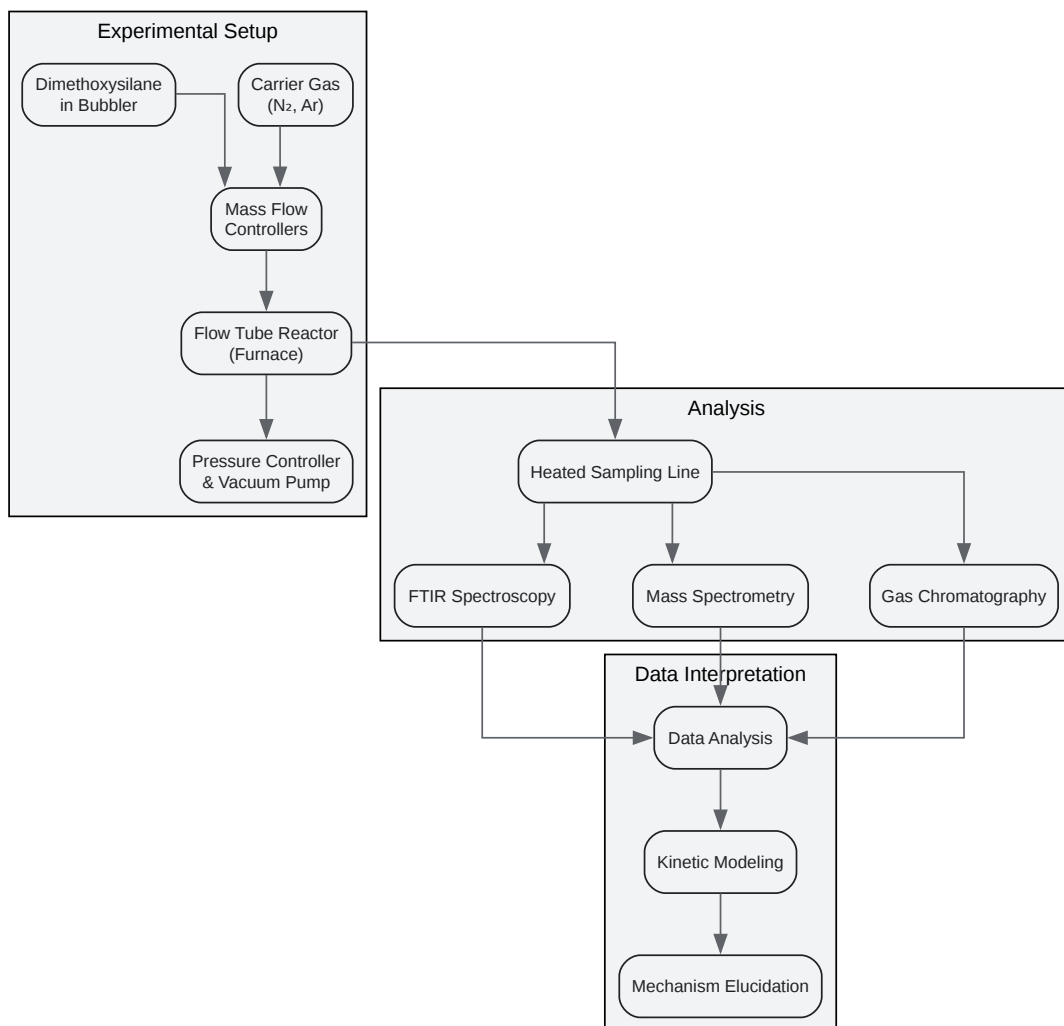 Experimental Setup
Dimethoxysilane
in Bubbler
Carrier Gas
(N₂, Ar)
Mass Flow
Controllers
Flow Tube Reactor
(Furnace)
Pressure Controller
& Vacuum Pump
Analysis
Heated Sampling Line
FTIR Spectroscopy
Mass Spectrometry
Gas Chromatography
Data Interpretation
Data Analysis
Kinetic Modeling
Mechanism Elucidation